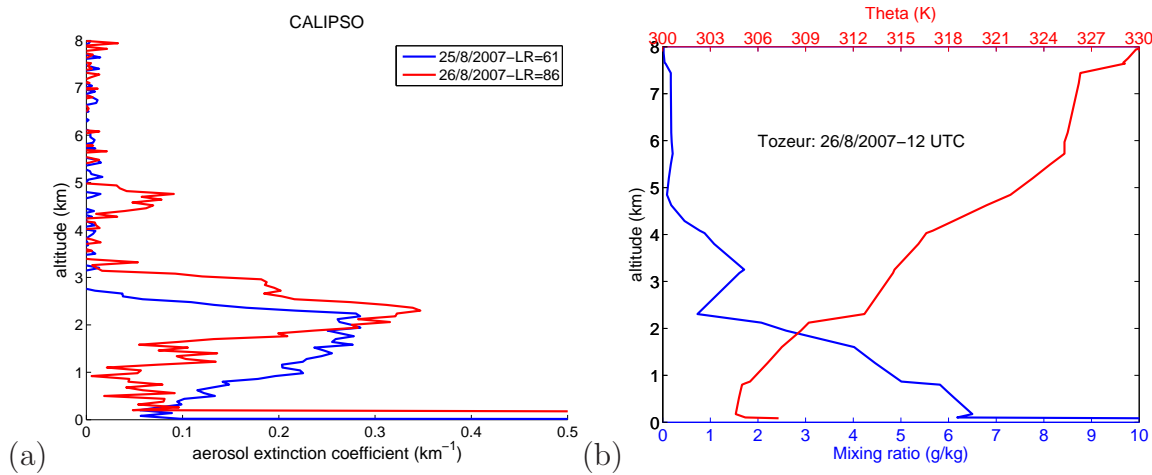 CALIPSO
8
7
6
5
4
3
2
1
0
altitude (km)
25/8/2007−LR=61
26/8/2007−LR=86
0 0.1 0.2 0.3 0.4 0.5
aerosol extinction coefficient (km−1)
(a)
Theta (K)
300 303 306 309 312 315 318 321 324 327 330
8
7
6
5
4
3
2
1
0
altitude (km)
Tozeur: 26/8/2007−12 UTC
0 1 2 3 4 5 6 7 8 9 10
Mixing ratio (g/kg)
(b)